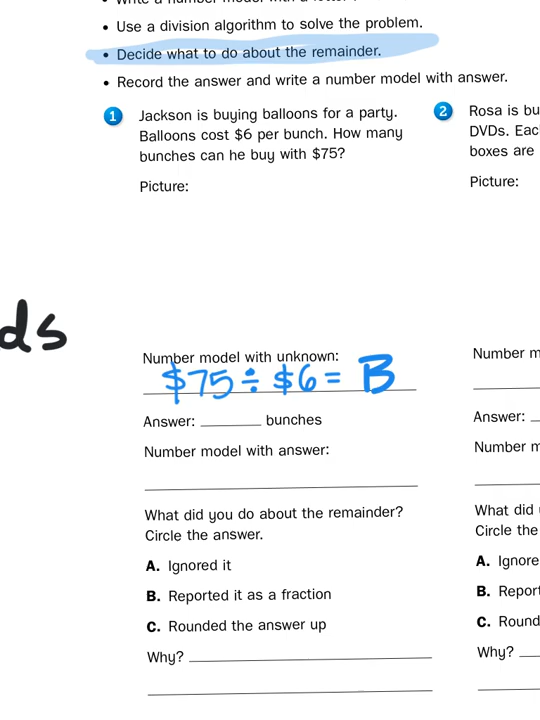 • Use a division algorithm to solve the problem.
• Decide what to do about the remainder.
• Record the answer and write a number model with answer.
1 Jackson is buying balloons for a party.
Balloons cost $6 per bunch. How many
bunches can he buy with $75?
Picture:
2 Rosa is bu
DVDs. Eac
boxes are
Picture:
ds
Number model with unknown:
$75 ÷ $6 = B
Answer: ______ bunches
Number model with answer:
What did you do about the remainder?
Circle the answer.
A. Ignored it
B. Reported it as a fraction
C. Rounded the answer up
Why?
Number m
Answer:
Number m
What did
Circle the
A. Ignore
B. Report
C. Round
Why?